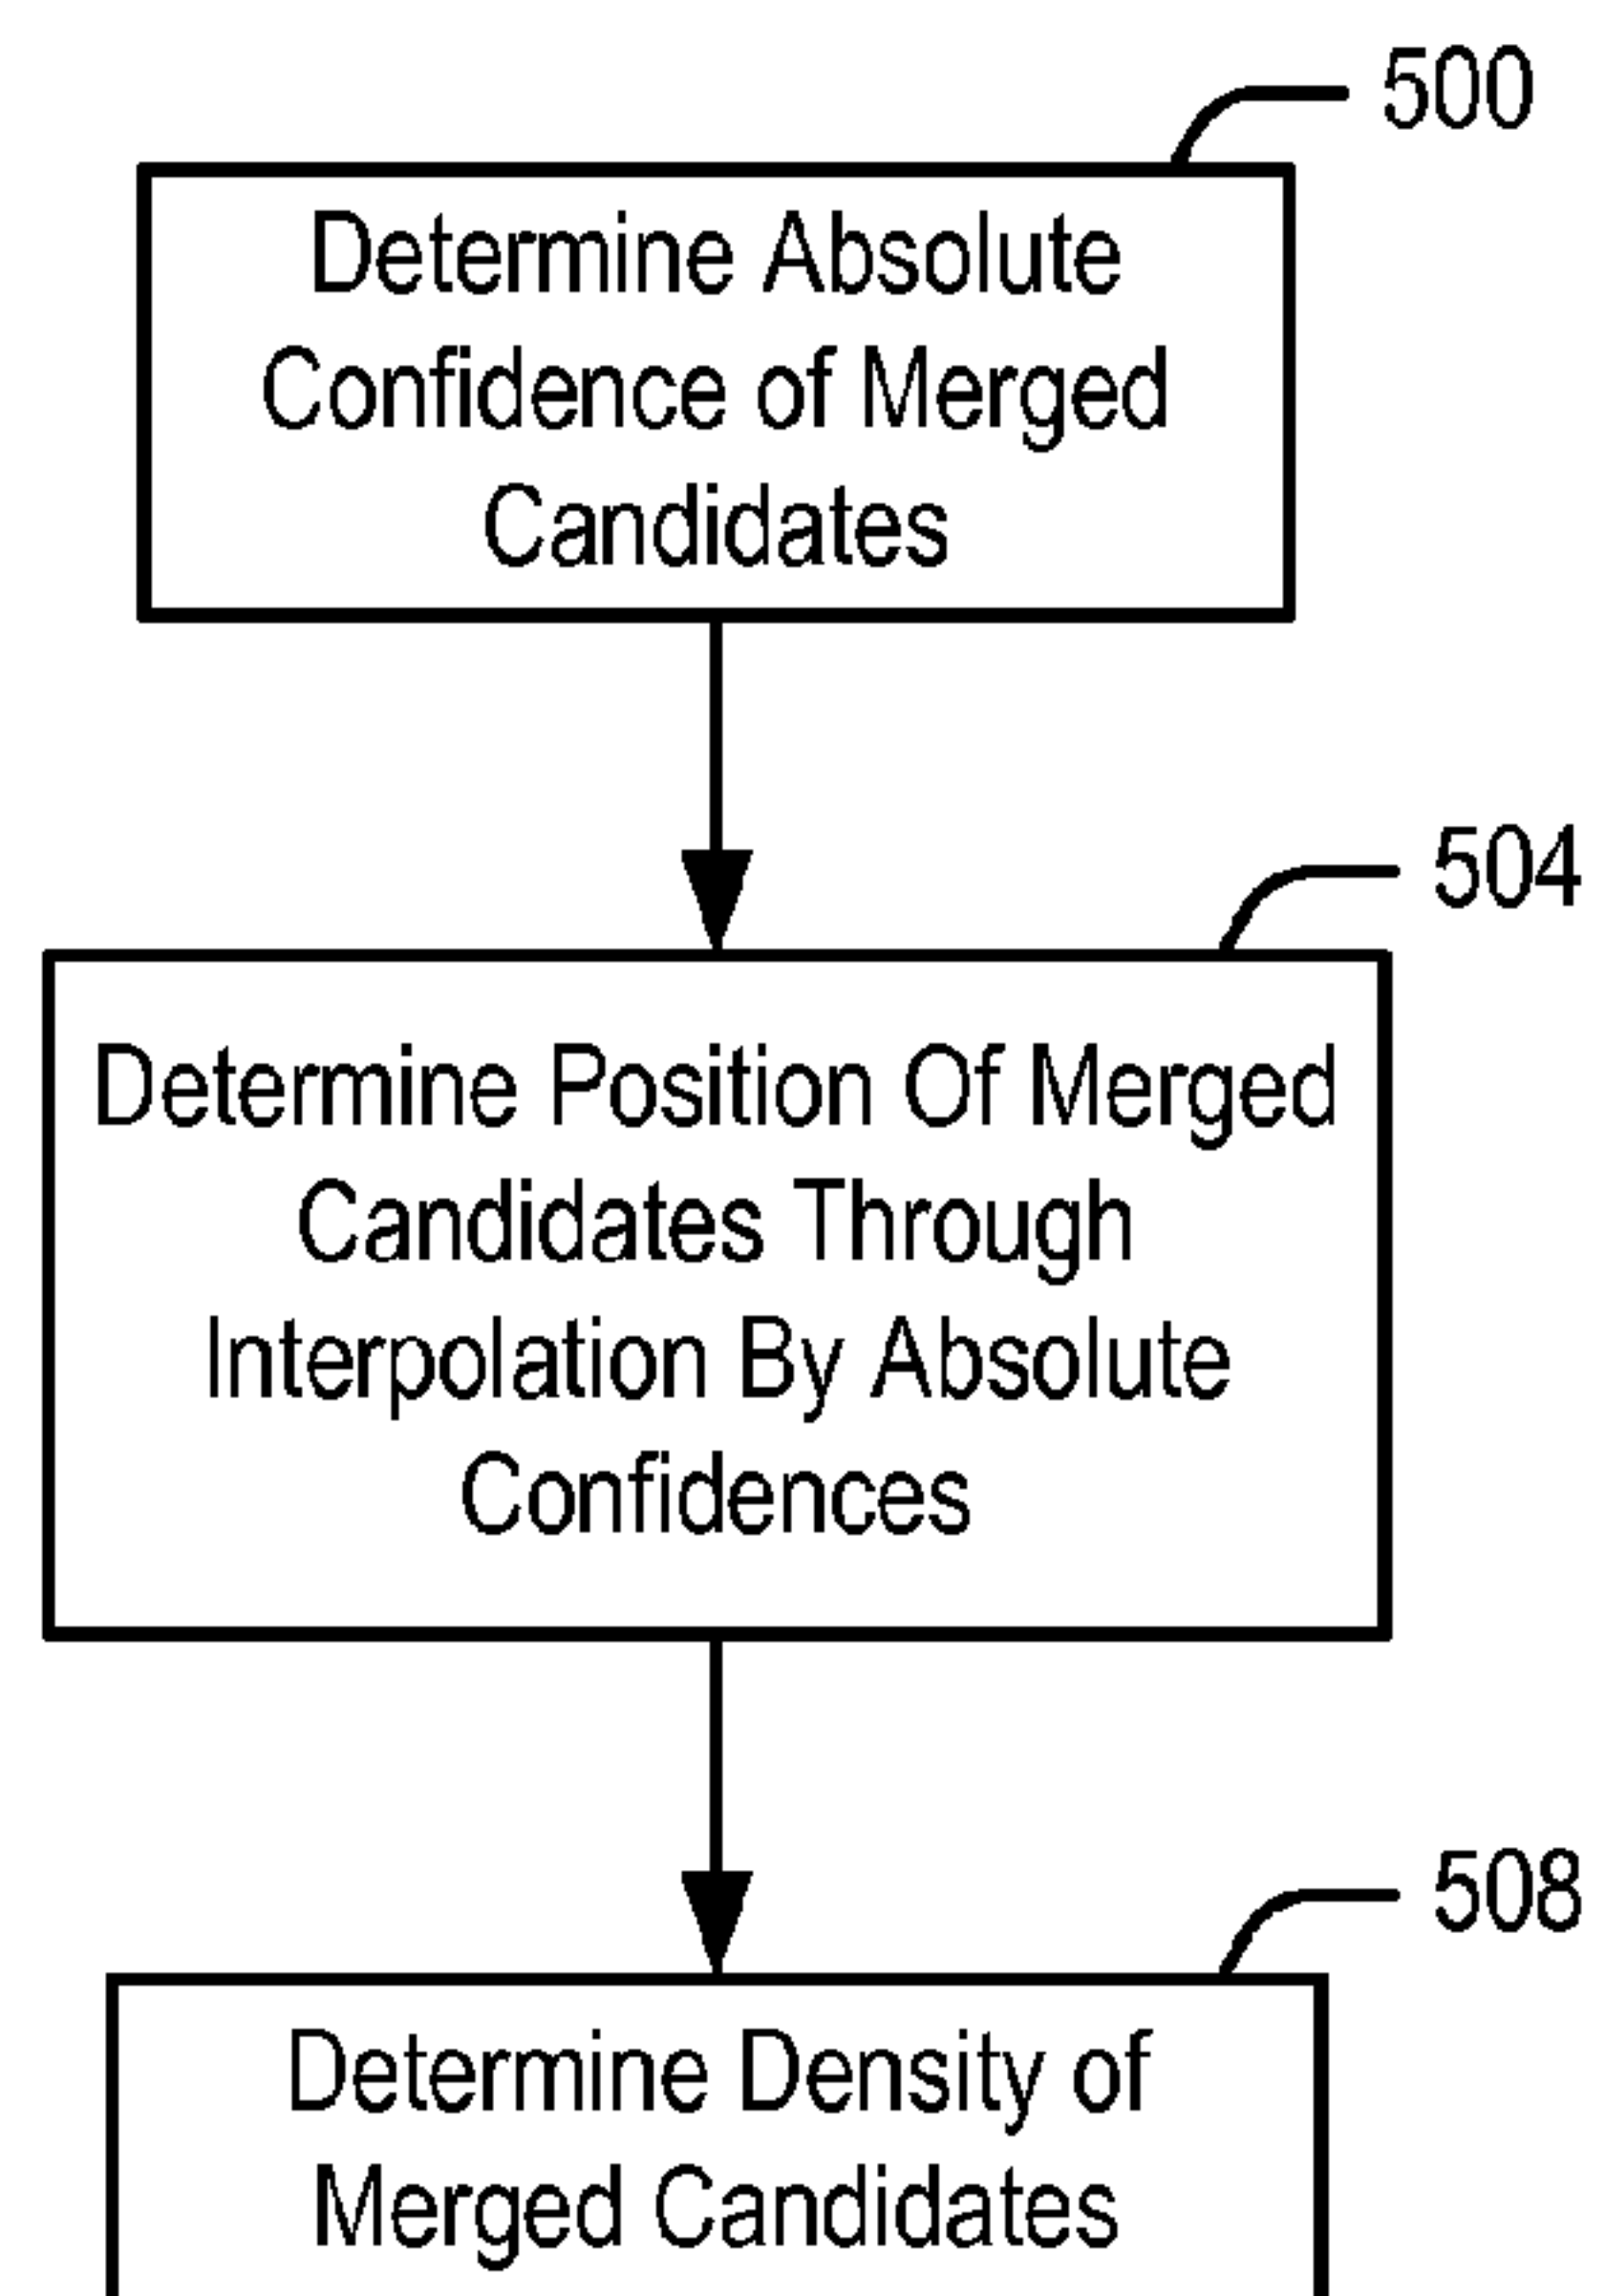 500
Determine Absolute
Confidence of Merged
Candidates
504
Determine Position Of Merged
Candidates Through
Interpolation By Absolute
Confidences
508
Determine Density of
Merged Candidates